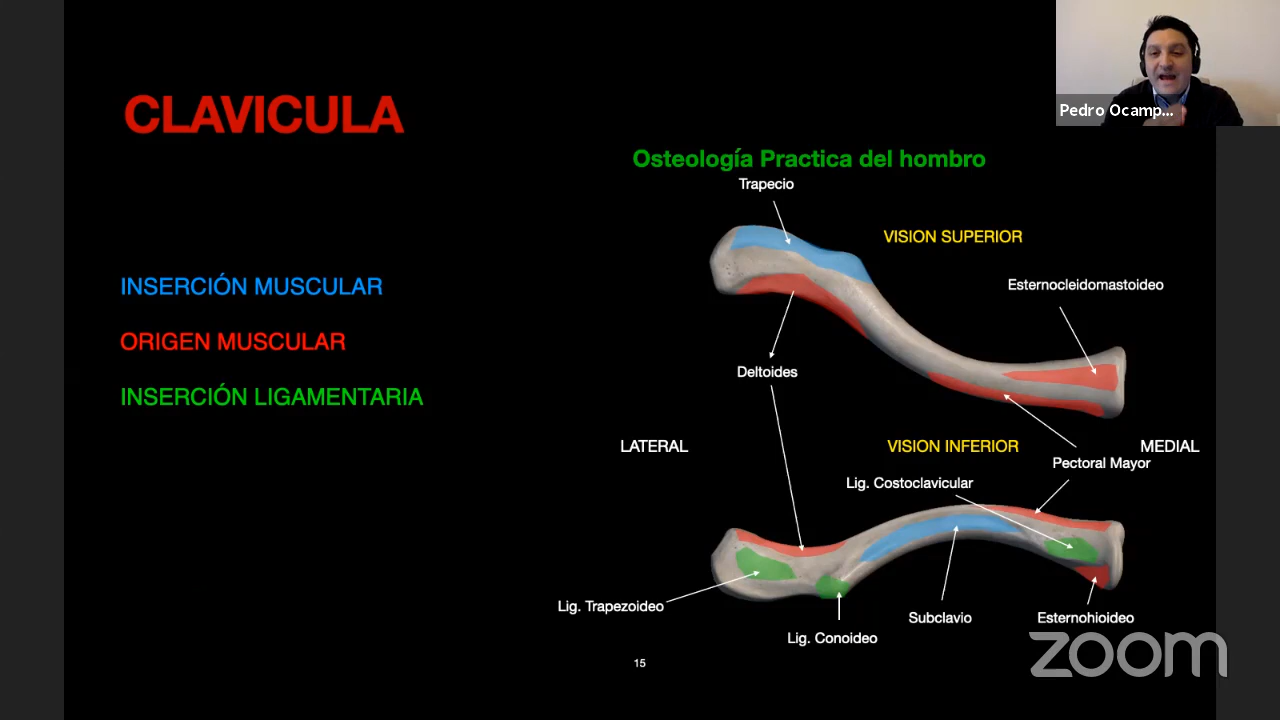 Pedro Ocamp...
CLAVICULA
Osteología Practica del hombro
Trapecio
VISION SUPERIOR
INSERCIÓN MUSCULAR
Esternocleidomastoideo
ORIGEN MUSCULAR
Deltoides
INSERCIÓN LIGAMENTARIA
LATERAL
VISION INFERIOR
MEDIAL
Pectoral Mayor
Lig. Costoclavicular
Lig. Trapezoideo
Subclavio
Esternohioideo
Lig. Conoideo
15
zoom